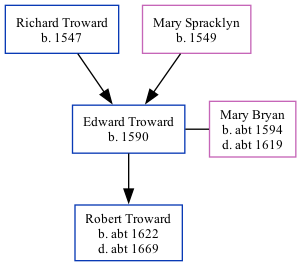 Richard Troward
b. 1547
Mary Spracklyn
b. 1549
Edward Troward
b. 1590
Mary Bryan
b. abt 1594
d. abt 1619
Robert Troward
b. abt 1622
d. abt 1669